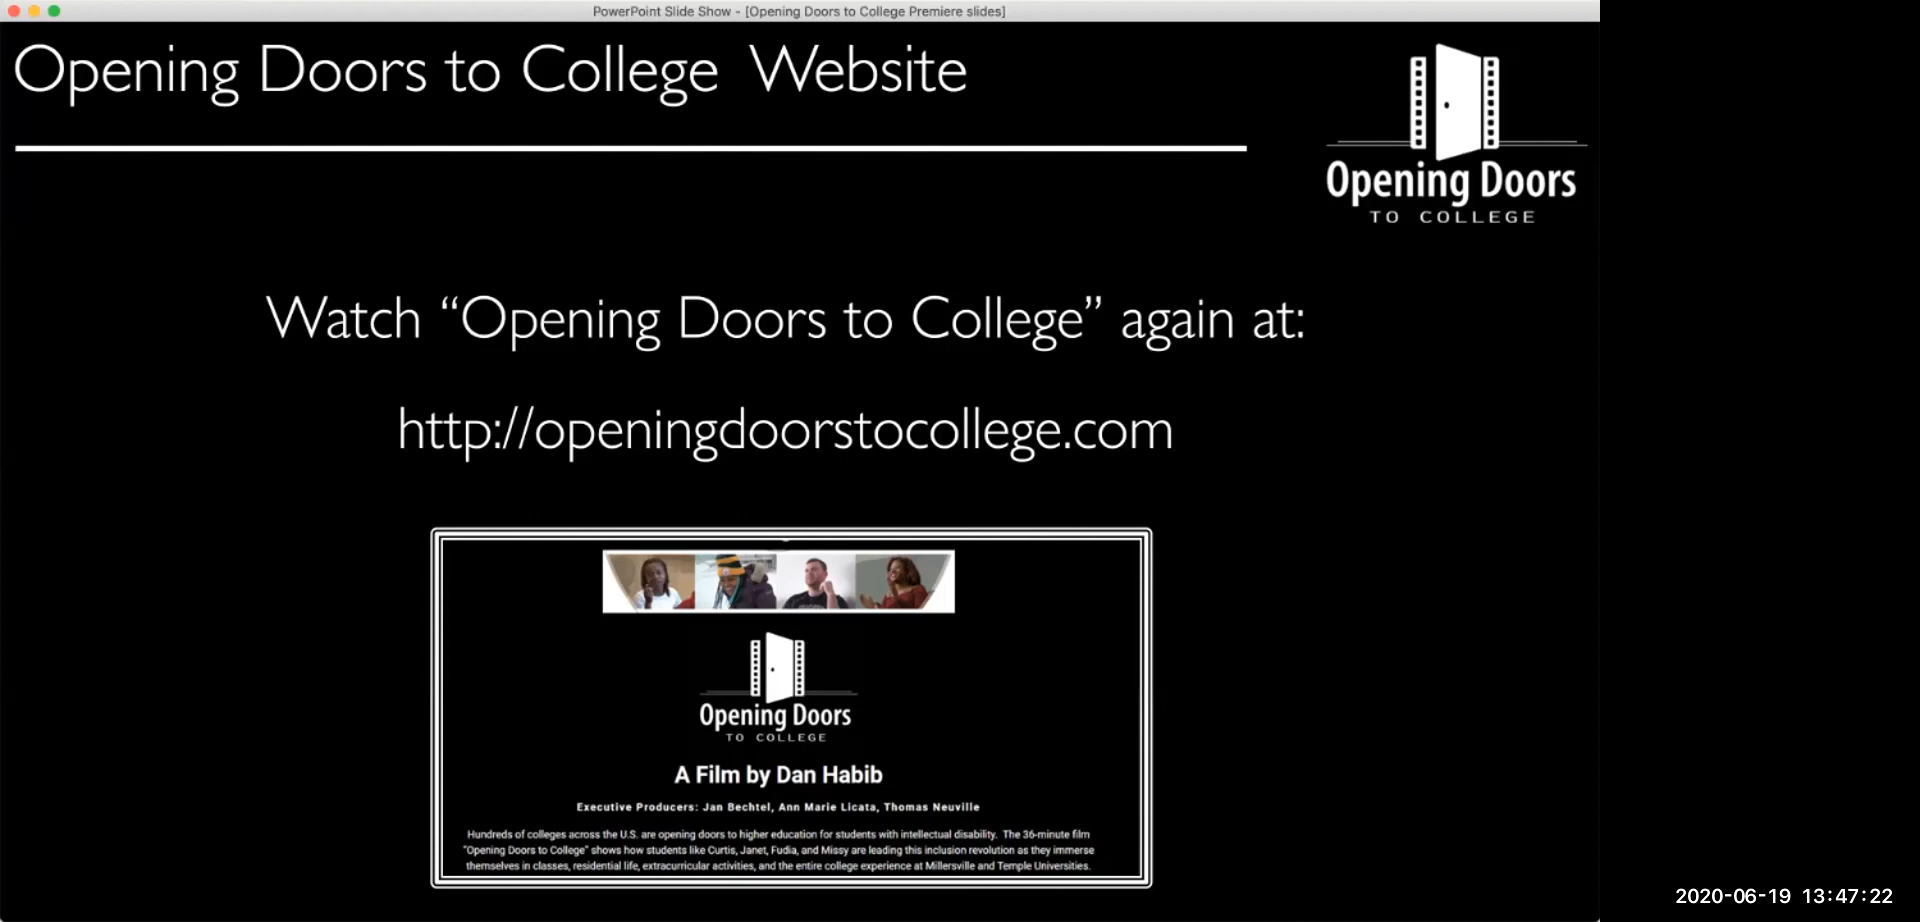 PowerPoint Slide Show - [Opening Doors to College Premiere slides]
Opening Doors to College Website
Opening Doors
TO COLLEGE
Watch “Opening Doors to College” again at:
http://openingdoorstocollege.com
Opening Doors
TO COLLEGE
A Film by Dan Habib
Executive Producers: Jan Bechtel, Ann Marie Licata, Thomas Neuville
Hundreds of colleges across the U.S. are opening doors to higher education for students with intellectual disability. The 36-minute film
"Opening Doors to College" shows how students like Curtis, Janet, Fudia, and Missy are leading this inclusion revolution as they immerse
themselves in classes, residential life, extracurricular activities, and the entire college experience at Millersville and Temple Universities.
2020-06-19 13:47:22